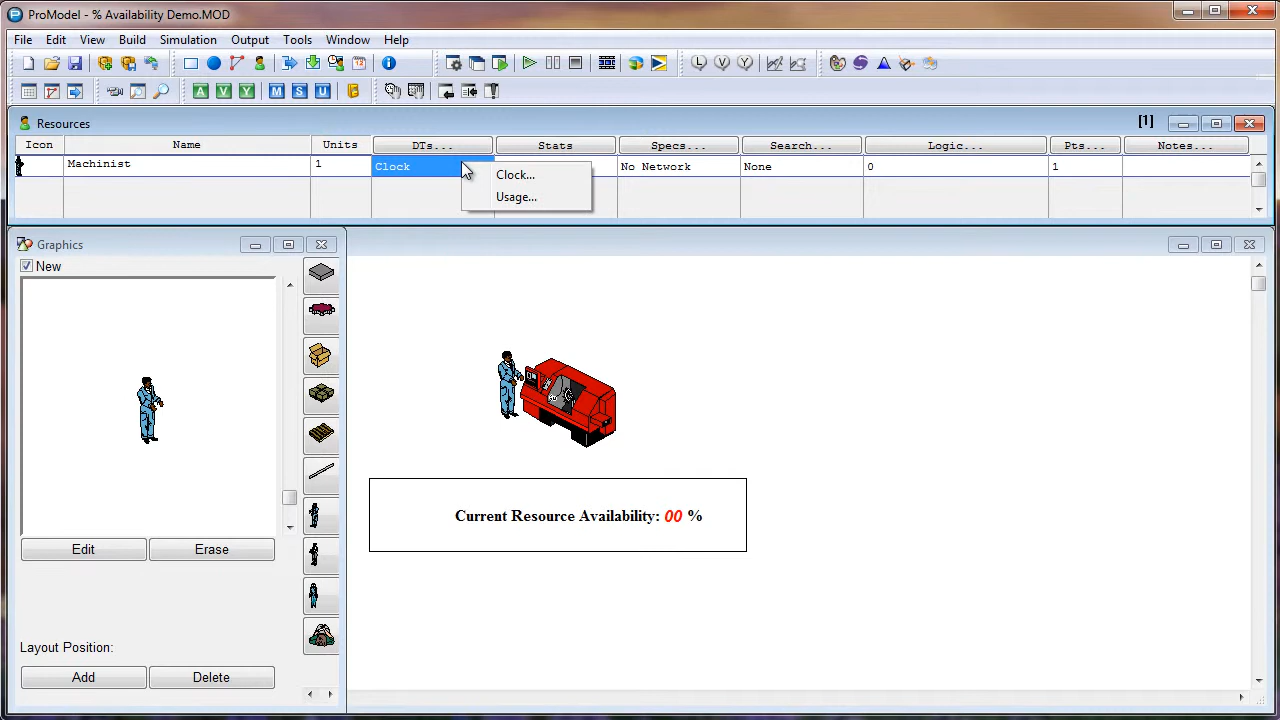 ProModel - % Availability Demo.MOD
File Edit View Build Simulation Output Tools Window Help
Resources [1]
Icon Name Units DTs... Stats Specs... Search... Logic... Pts... Notes...
Machinist 1 Clock No Network None 0 1
Clock...
Usage...
Graphics
New
Edit Erase
Layout Position:
Add Delete
Current Resource Availability: 00 %